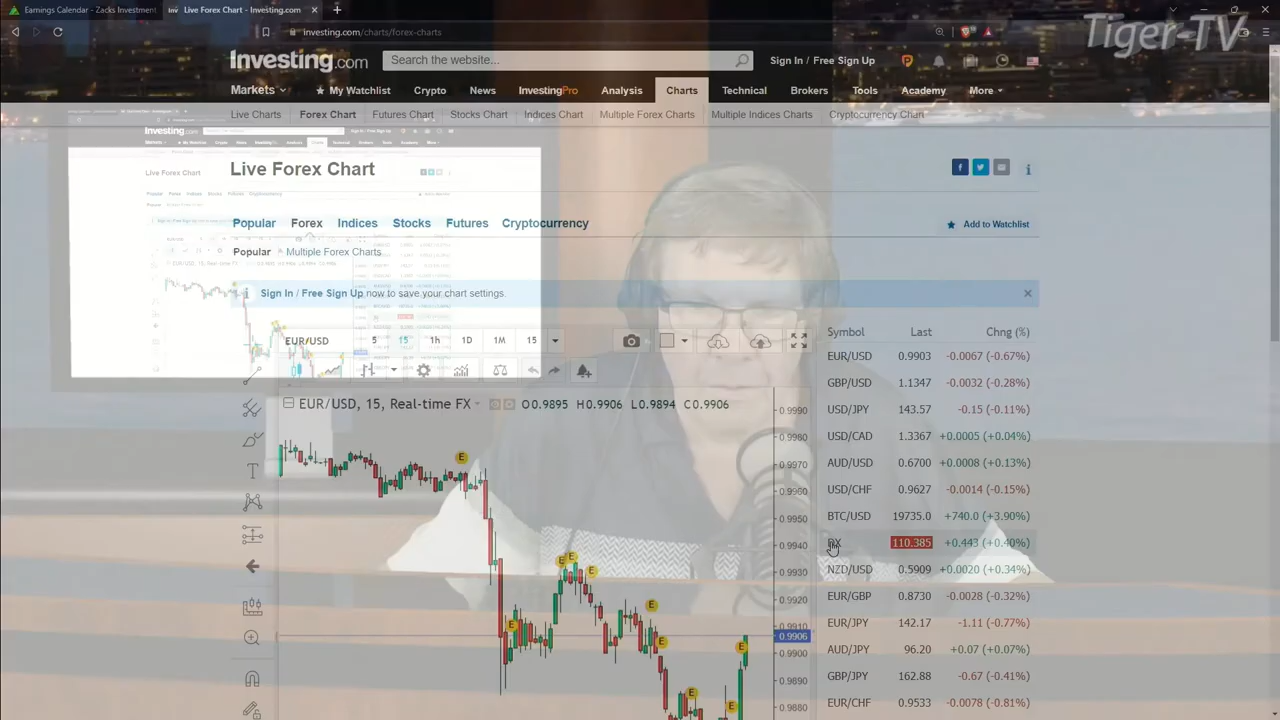 Earnings Calendar - Zacks Investment
Live Forex Chart - Investing.com
Tiger-TV
investing.com/charts/forex-charts
Investing.com
Search the website...
Sign In / Free Sign Up
Markets
My Watchlist
Crypto
News
InvestingPro
Analysis
Charts
Technical
Brokers
Tools
Academy
More
Live Charts
Forex Chart
Futures Chart
Stocks Chart
Indices Chart
Multiple Forex Charts
Multiple Indices Charts
Cryptocurrency Chart
Live Forex Chart
Popular
Forex
Indices
Stocks
Futures
Cryptocurrency
Add to Watchlist
Popular
Multiple Forex Charts
Sign In / Free Sign Up now to save your chart settings.
EUR/USD
5
15
1h
1D
1M
15
Symbol Last Chng (%)
EUR/USD 0.9903 -0.0067 (-0.67%)
GBP/USD 1.1347 -0.0032 (-0.28%)
USD/JPY 143.57 -0.15 (-0.11%)
USD/CAD 1.3367 +0.0005 (+0.04%)
AUD/USD 0.6700 +0.0008 (+0.13%)
USD/CHF 0.9627 -0.0014 (-0.15%)
BTC/USD 19735.0 +740.0 (+3.90%)
DX 110.385 +0.443 (+0.40%)
NZD/USD 0.5909 +0.0020 (+0.34%)
EUR/GBP 0.8730 -0.0028 (-0.32%)
EUR/JPY 142.17 -1.11 (-0.77%)
AUD/JPY 96.20 +0.07 (+0.07%)
GBP/JPY 162.88 -0.67 (-0.41%)
EUR/CHF 0.9533 -0.0078 (-0.81%)
EUR/USD, 15, Real-time FX
O0.9895 H0.9906 L0.9894 C0.9906
0.9990
0.9980
0.9970
0.9960
0.9950
0.9940
0.9930
0.9920
0.9910
0.9906
0.9900
0.9890
0.9880